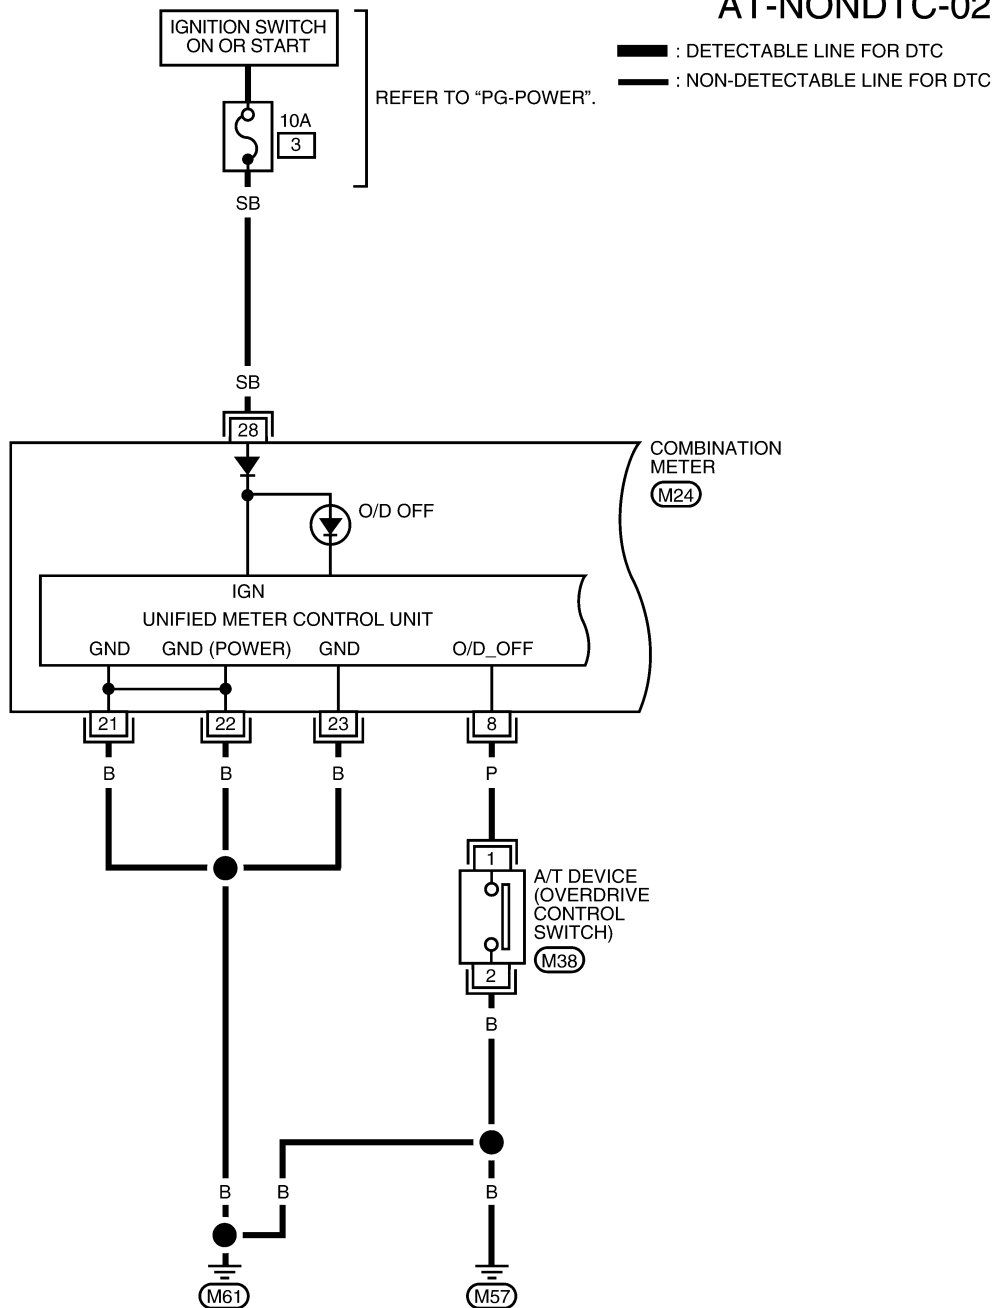 AT-NONDTC-02
IGNITION SWITCH
ON OR START
: DETECTABLE LINE FOR DTC
: NON-DETECTABLE LINE FOR DTC
REFER TO “PG-POWER”.
10A
3
SB
SB
28
COMBINATION
METER
M24
O/D OFF
IGN
UNIFIED METER CONTROL UNIT
GND GND (POWER) GND O/D_OFF
21 22 23 8
B B B P
1
A/T DEVICE
(OVERDRIVE
CONTROL
SWITCH)
M38
2
B
B B B
M61 M57